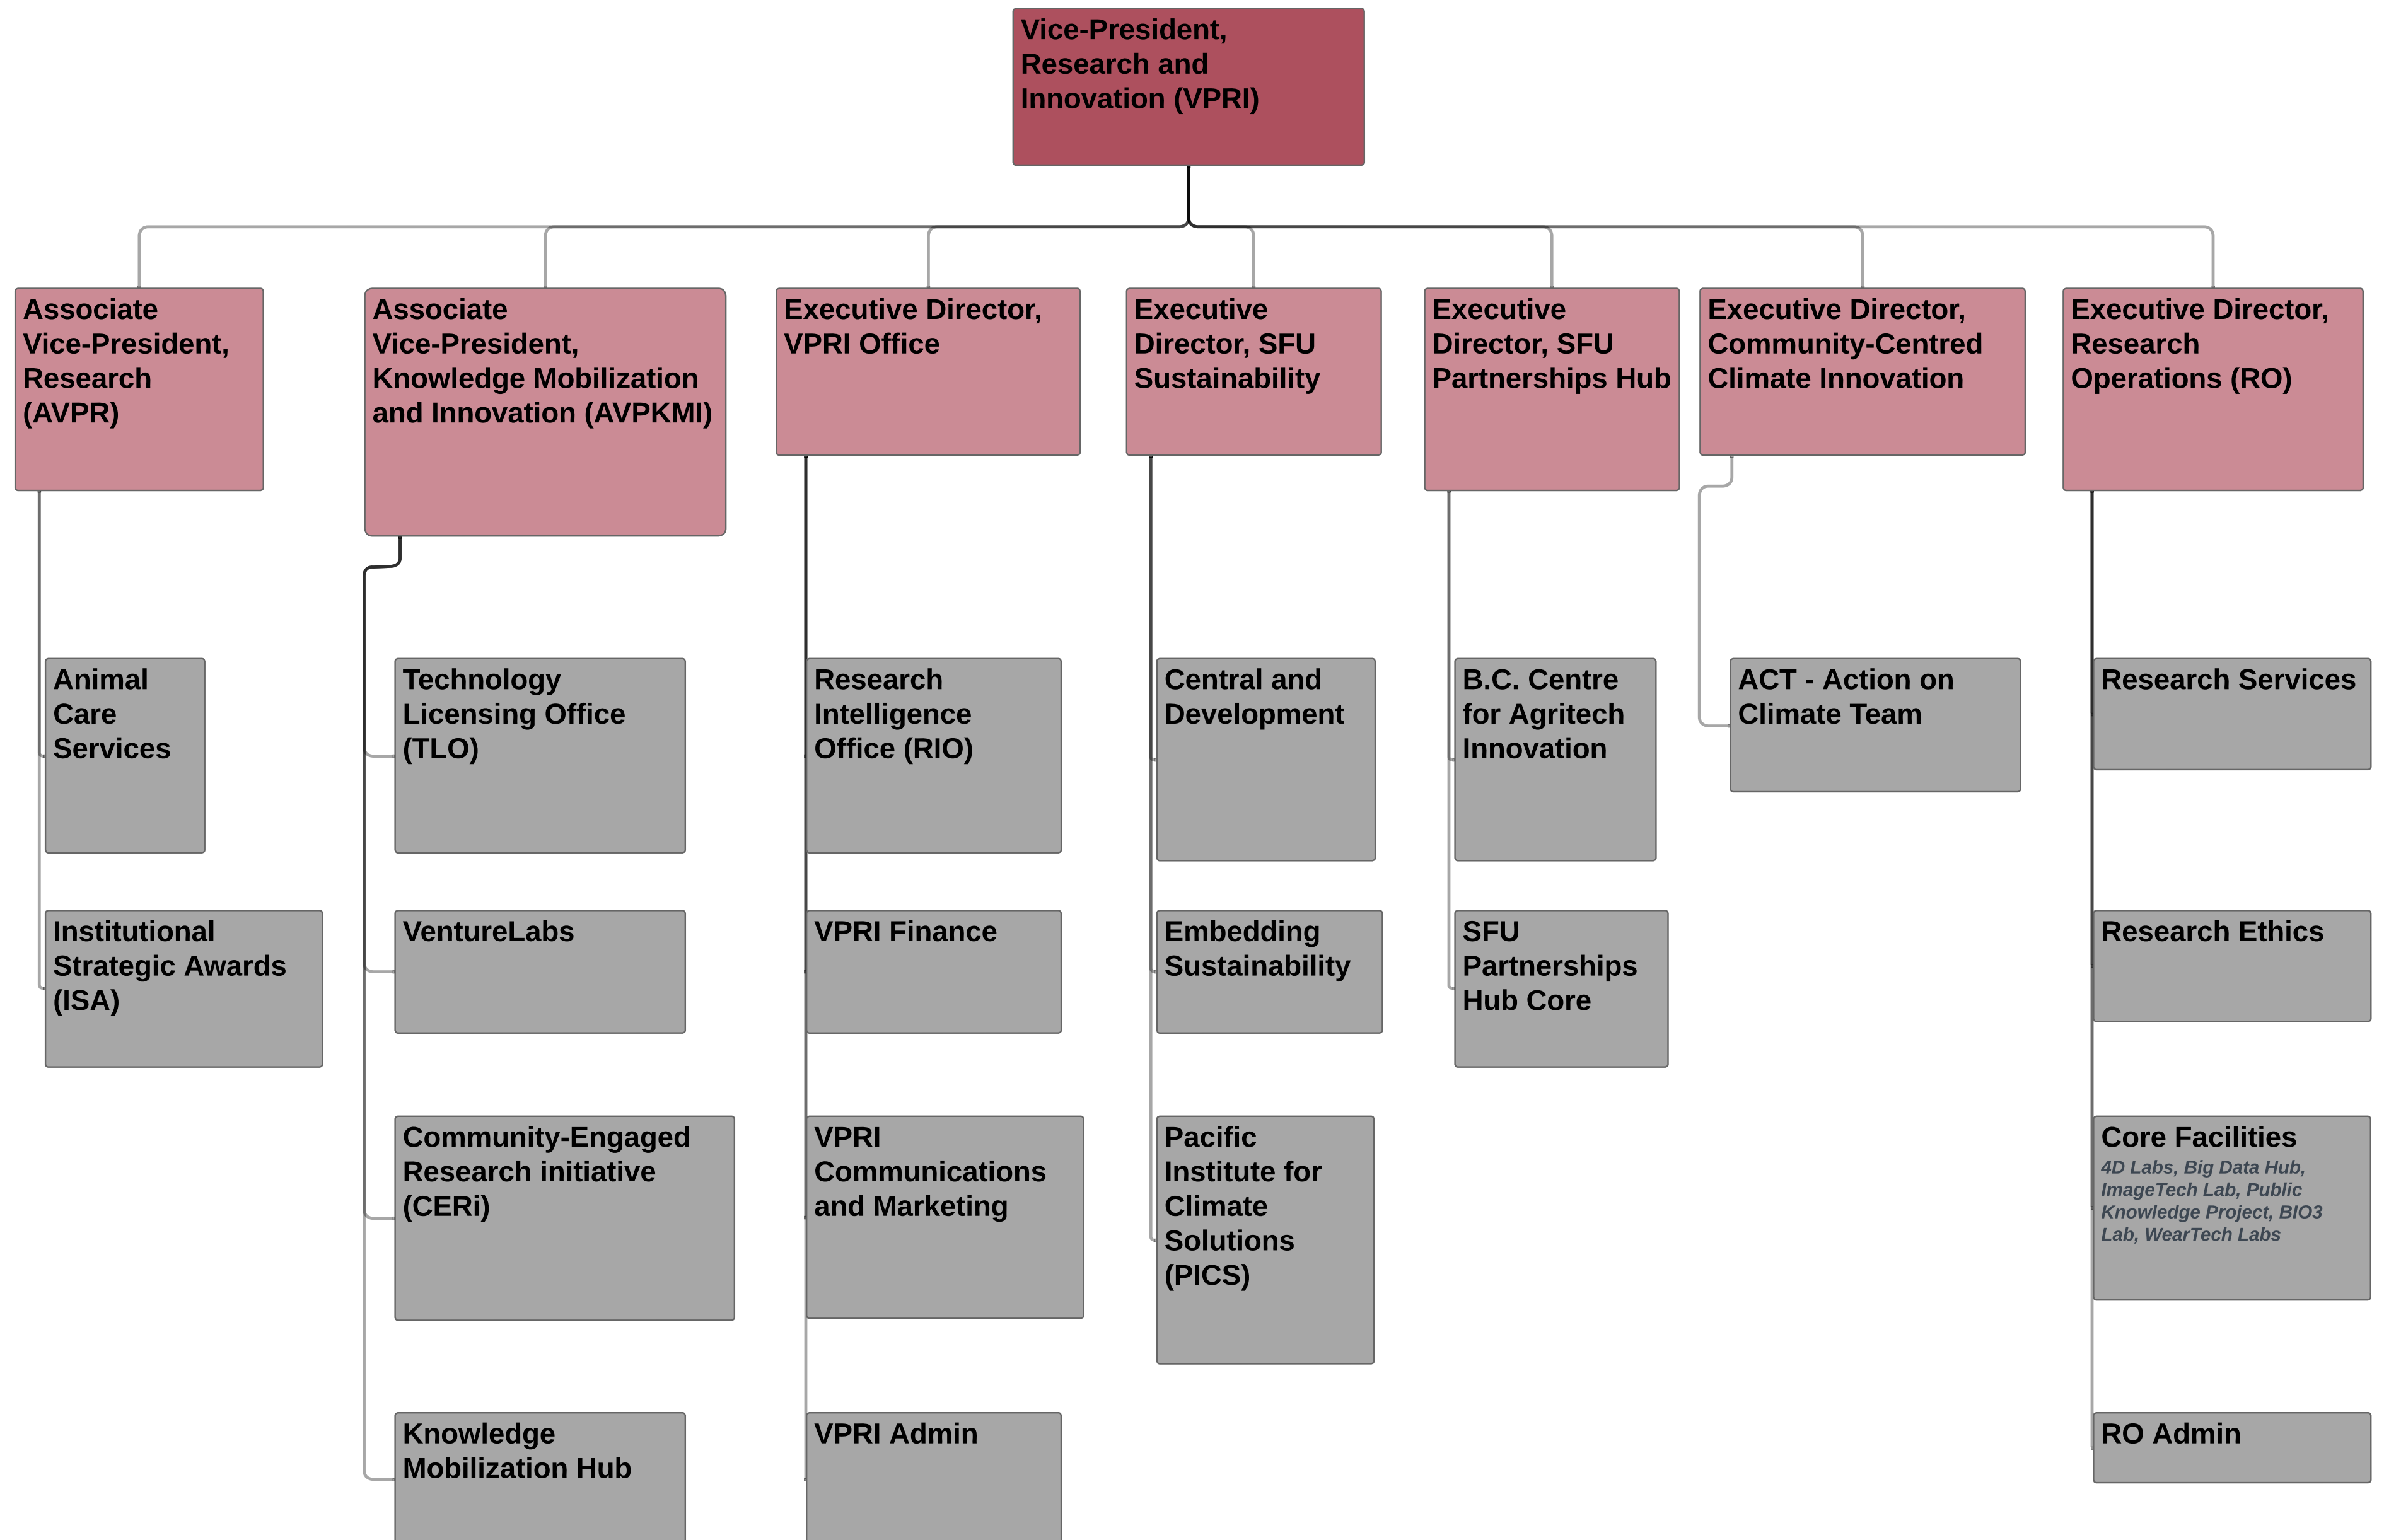 Vice-President,
Research and
Innovation (VPRI)
Associate
Vice-President,
Research
(AVPR)
Associate
Vice-President,
Knowledge Mobilization
and Innovation (AVPKMI)
Executive Director,
VPRI Office
Executive
Director, SFU
Sustainability
Executive
Director, SFU
Partnerships Hub
Executive Director,
Community-Centred
Climate Innovation
Executive Director,
Research
Operations (RO)
Animal
Care
Services
Technology
Licensing Office
(TLO)
Research
Intelligence
Office (RIO)
Central and
Development
B.C. Centre
for Agritech
Innovation
ACT - Action on
Climate Team
Research Services
Institutional
Strategic Awards
(ISA)
VentureLabs
VPRI Finance
Embedding
Sustainability
SFU
Partnerships
Hub Core
Research Ethics
Community-Engaged
Research initiative
(CERi)
VPRI
Communications
and Marketing
Pacific
Institute for
Climate
Solutions
(PICS)
Core Facilities
4D Labs, Big Data Hub,
ImageTech Lab, Public
Knowledge Project, BIO3
Lab, WearTech Labs
Knowledge
Mobilization Hub
VPRI Admin
RO Admin